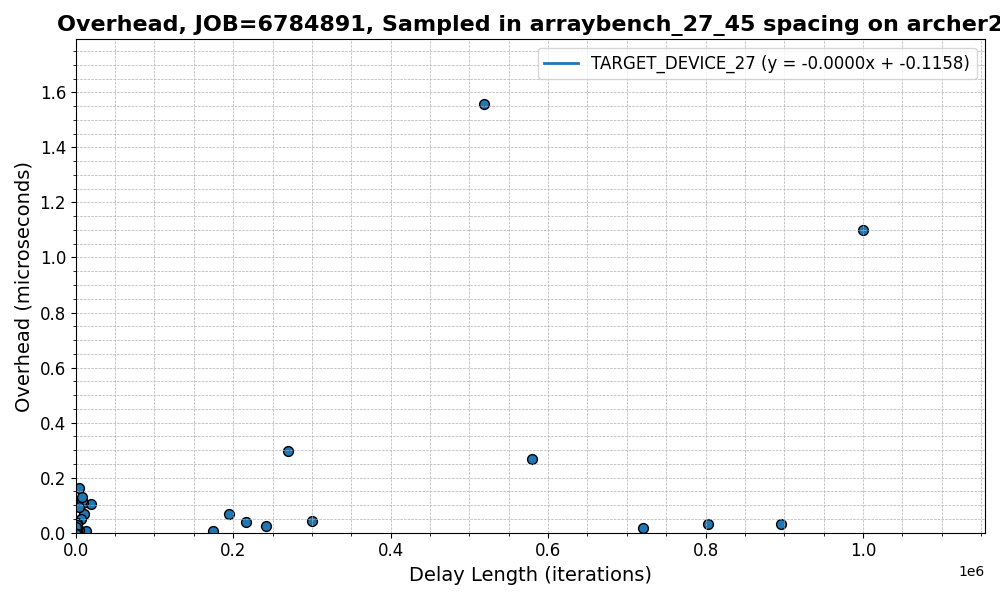 Overhead, JOB=6784891, Sampled in arraybench_27_45 spacing on archer2
TARGET_DEVICE_27 (y = -0.0000x + -0.1158)
Overhead (microseconds)
1.6
1.4
1.2
1.0
0.8
0.6
0.4
0.2
0.0
0.0 0.2 0.4 0.6 0.8 1.0
1e6
Delay Length (iterations)